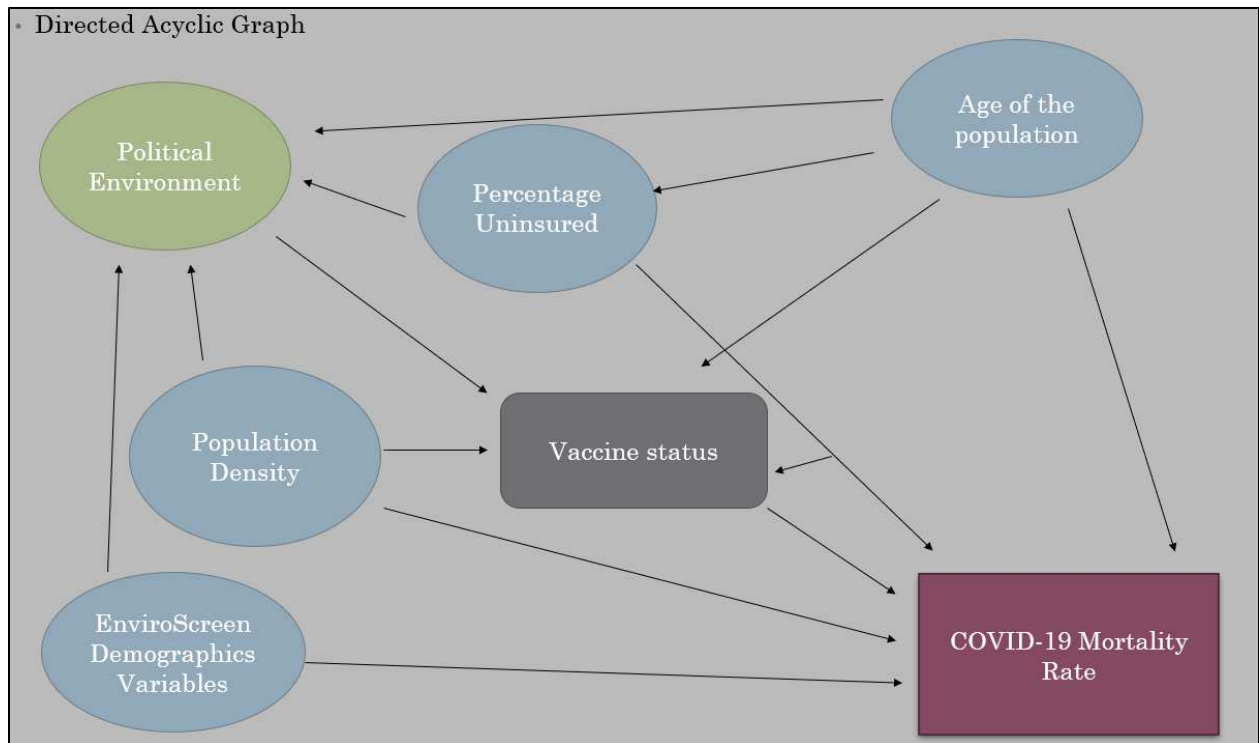 • Directed Acyclic Graph
Age of the
population
Political
Environment
Percentage
Uninsured
Population
Density
Vaccine status
EnviroScreen
Demographics
Variables
COVID-19 Mortality
Rate